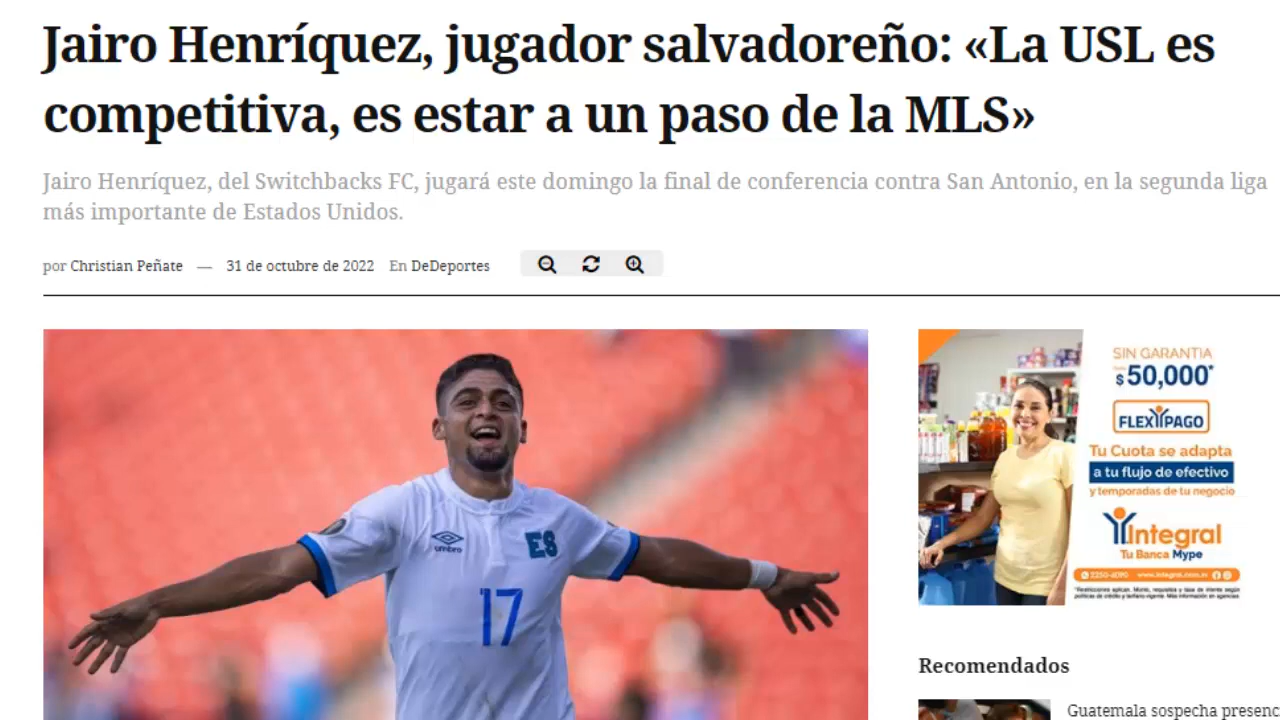 Jairo Henríquez, jugador salvadoreño: «La USL es
competitiva, es estar a un paso de la MLS»
Jairo Henríquez, del Switchbacks FC, jugará este domingo la final de conferencia contra San Antonio, en la segunda liga
más importante de Estados Unidos.
por Christian Peñate — 31 de octubre de 2022 En DeDeportes
umbro
ES
17
SIN GARANTIA
$50,000*
FLEXYPAGO
Tu Cuota se adapta
a tu flujo de efectivo
y temporadas de tu negocio
Integral
Tu Banca Mype
Recomendados
Guatemala sospecha presenc